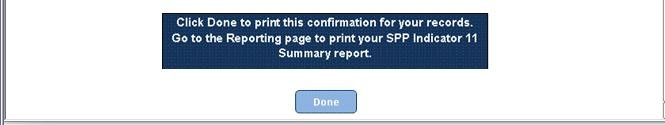 Click Done to print this confirmation for your records.
Go to the Reporting page to print your SPP Indicator 11
Summary report.
Done